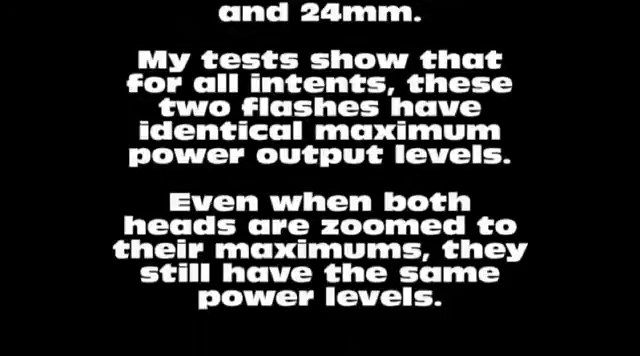 and 24mm.
My tests show that
for all intents, these
two flashes have
identical maximum
power output levels.
Even when both
heads are zoomed to
their maximums, they
still have the same
power levels.